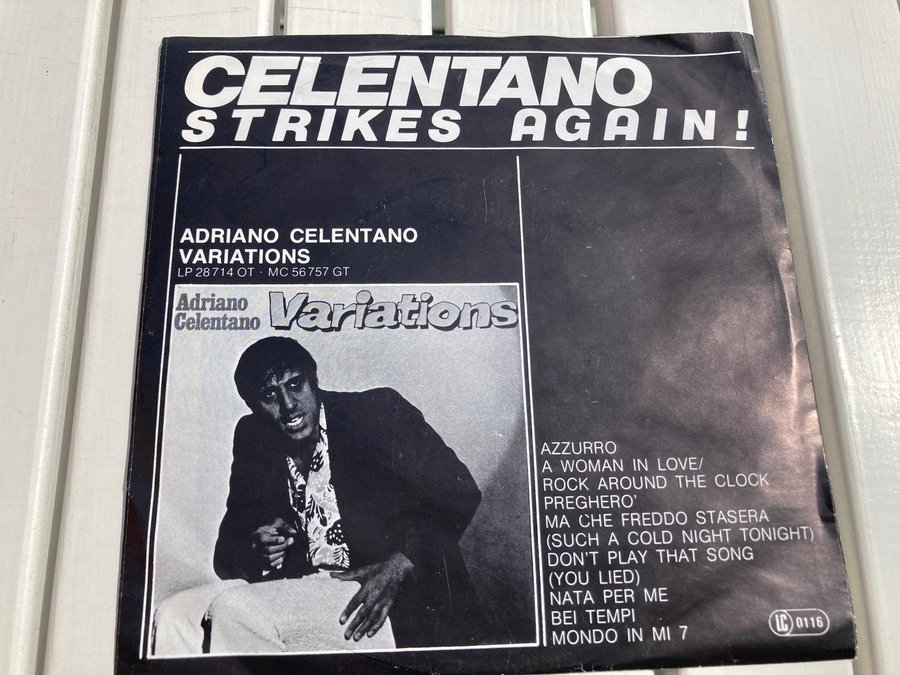 CELENTANO
STRIKES AGAIN!
ADRIANO CELENTANO
VARIATIONS
LP 28714 OT · MC 56757 GT
Adriano
Celentano
Variations
AZZURRO
A WOMAN IN LOVE/
ROCK AROUND THE CLOCK
PREGHERO'
MA CHE FREDDO STASERA
(SUCH A COLD NIGHT TONIGHT)
DON'T PLAY THAT SONG
(YOU LIED)
NATA PER ME
BEI TEMPI
MONDO IN MI 7
LC 0116